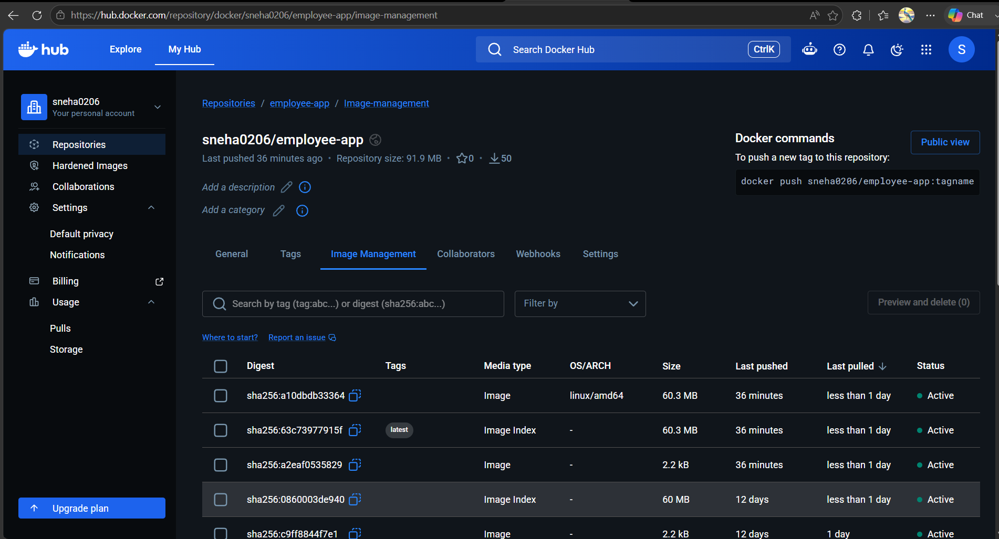 https://hub.docker.com/repository/docker/sneha0206/employee-app/image-management
Chat
hub
Explore
My Hub
Search Docker Hub
CtrlK
S
sneha0206
Your personal account
Repositories
Hardened Images
Collaborations
Settings
Default privacy
Notifications
Billing
Usage
Pulls
Storage
Upgrade plan
Repositories / employee-app / Image-management
sneha0206/employee-app
Last pushed 36 minutes ago • Repository size: 91.9 MB • 0 • 50
Add a description
Add a category
Docker commands
Public view
To push a new tag to this repository:
docker push sneha0206/employee-app:tagname
General Tags Image Management Collaborators Webhooks Settings
Search by tag (tag:abc...) or digest (sha256:abc...)
Filter by
Preview and delete (0)
Where to start? Report an issue
Digest Tags Media type OS/ARCH Size Last pushed Last pulled Status
sha256:a10dbdb33364 Image linux/amd64 60.3 MB 36 minutes less than 1 day Active
sha256:63c73977915f latest Image Index - 60.3 MB 36 minutes less than 1 day Active
sha256:a2eaf0535829 Image - 2.2 kB 36 minutes less than 1 day Active
sha256:0860003de940 Image Index - 60 MB 12 days less than 1 day Active
sha256:c9ff8844f7e1 Image - 2.2 kB 12 days 1 day Active